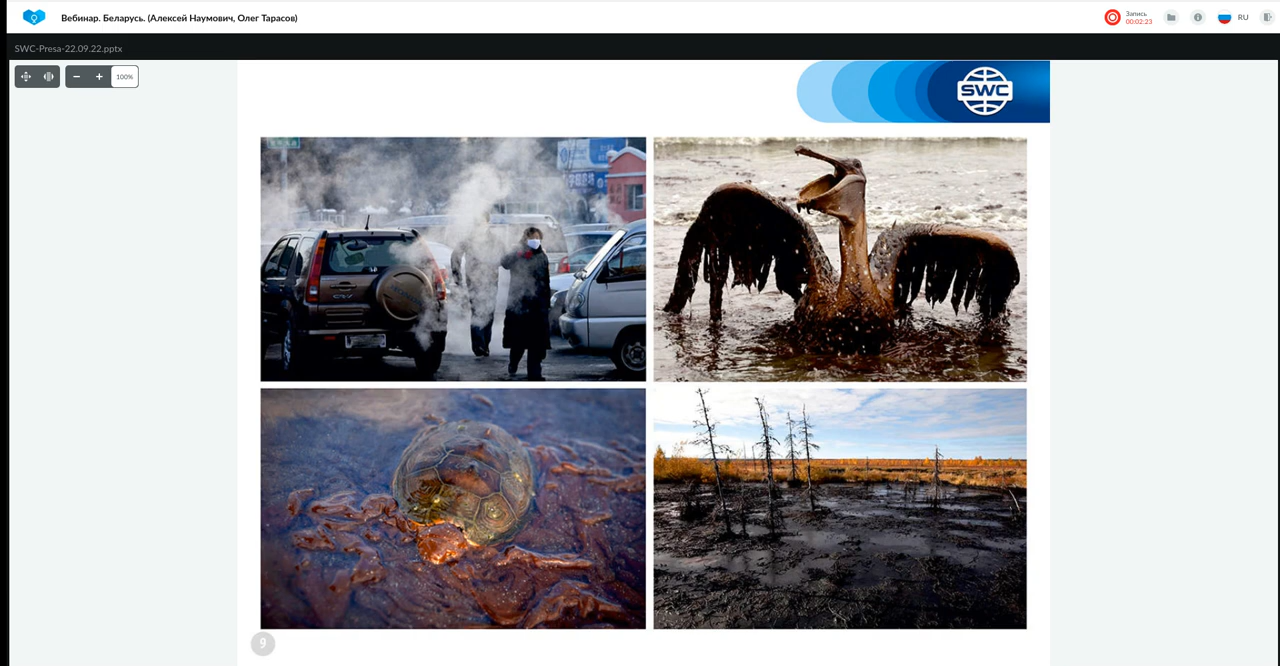 Вебинар. Беларусь. (Алексей Наумович, Олег Тарасов)
Запись
00:02:23
RU
SWC-Presa-22.09.22.pptx
100%
SWC
9